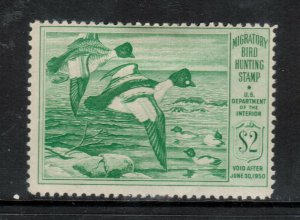 MIGRATORY
BIRD
HUNTING
STAMP
U.S.
DEPARTMENT
OF THE
INTERIOR
$2
VOID AFTER
JUNE 30, 1950